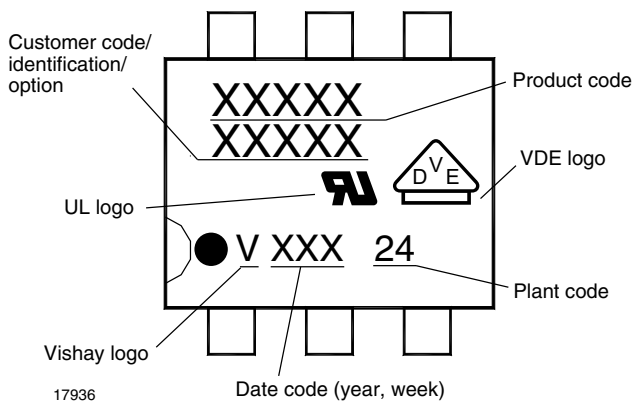 Customer code/
identification/
option
XXXXX
Product code
XXXXX
VDE logo
D V E
UL logo
RU
V XXX 24
Plant code
Vishay logo
Date code (year, week)
17936